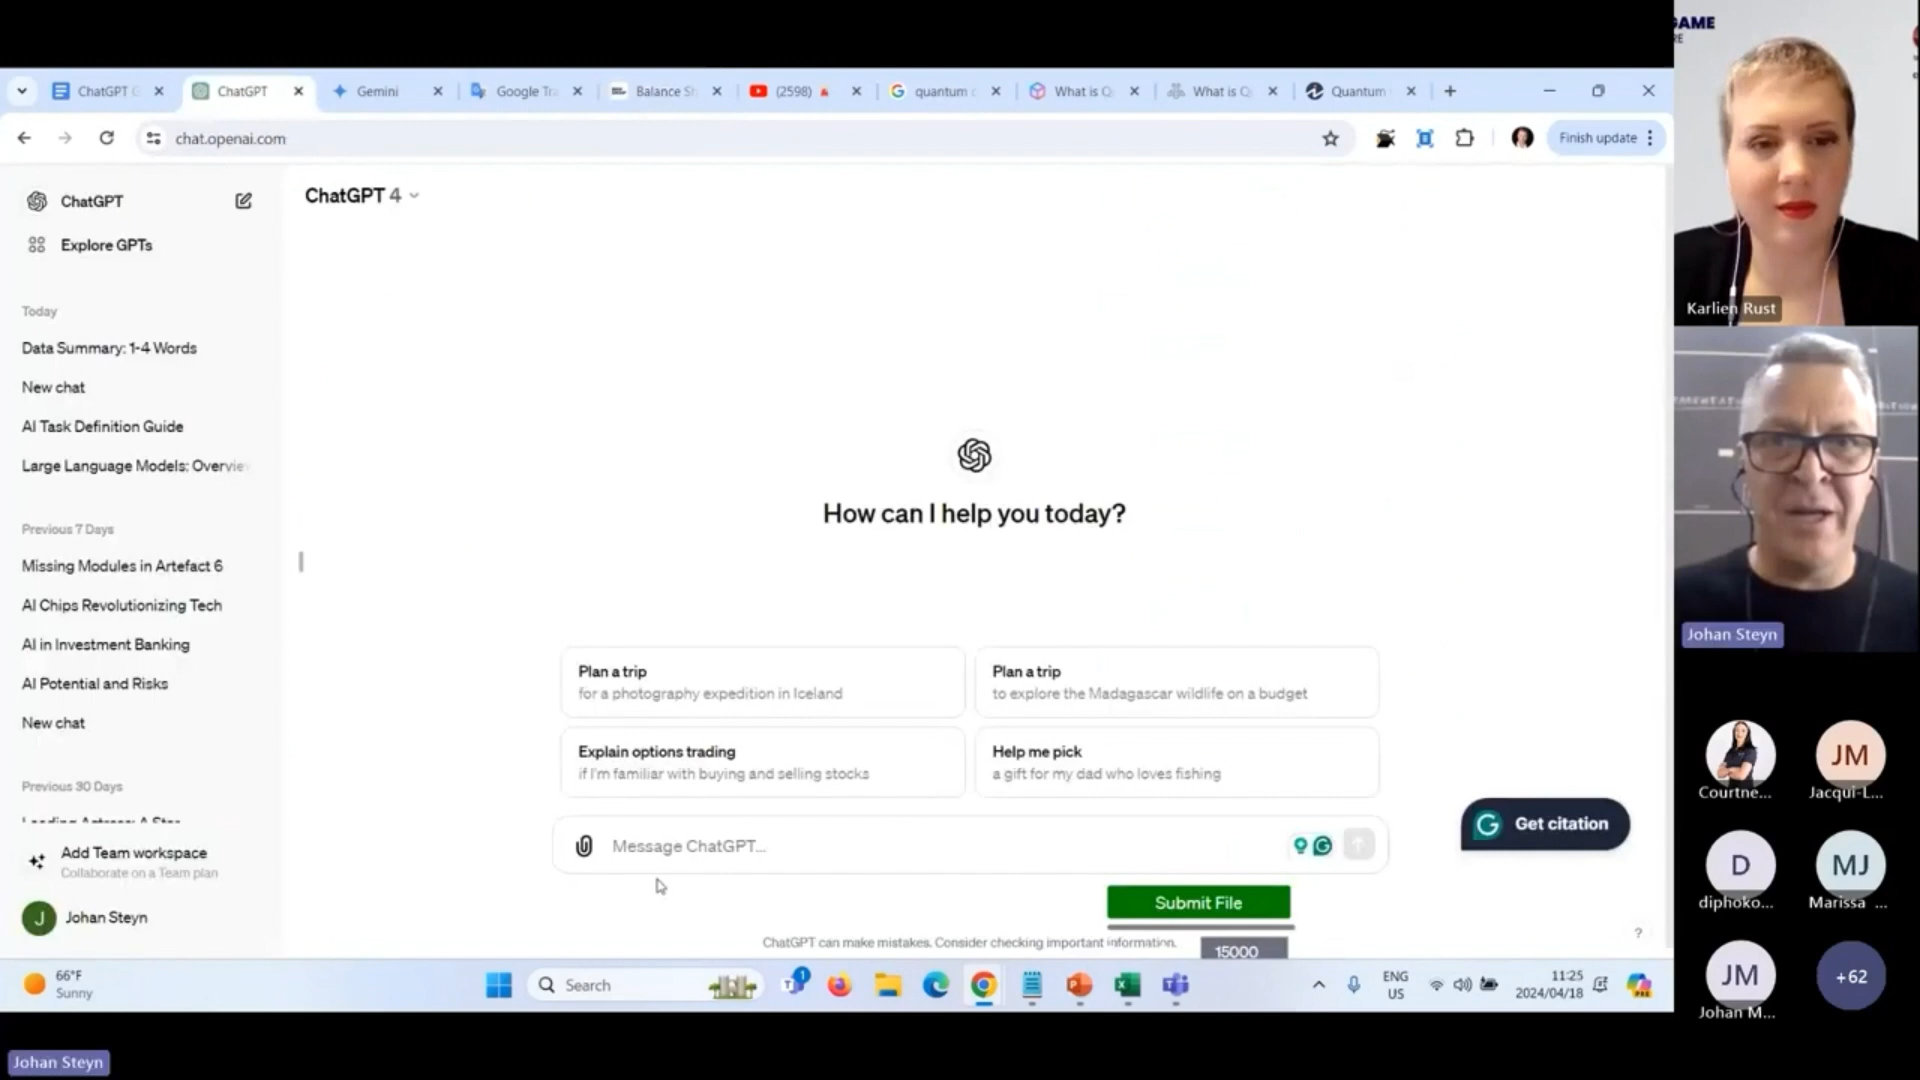 ChatGPT G
ChatGPT
Gemini
Google Tra
Balance Sh
(2598)
quantum c
What is Q
What is Q
Quantum
chat.openai.com
Finish update
ChatGPT
Explore GPTs
Today
Data Summary: 1-4 Words
New chat
AI Task Definition Guide
Large Language Models: Overview
Previous 7 Days
Missing Modules in Artefact 6
AI Chips Revolutionizing Tech
AI in Investment Banking
AI Potential and Risks
New chat
Previous 30 Days
Add Team workspace
Collaborate on a Team plan
J
Johan Steyn
ChatGPT 4
How can I help you today?
Plan a trip
for a photography expedition in Iceland
Plan a trip
to explore the Madagascar wildlife on a budget
Explain options trading
if I'm familiar with buying and selling stocks
Help me pick
a gift for my dad who loves fishing
Message ChatGPT...
Get citation
Submit File
ChatGPT can make mistakes. Consider checking important information.
15000
?
66°F
Sunny
Search
1
ENG
US
11:25
2024/04/18
Johan Steyn
GAME
RE
Karlien Rust
Johan Steyn
Courtne...
JM
Jacqui-L...
D
diphoko...
MJ
Marissa ...
JM
Johan M...
+62